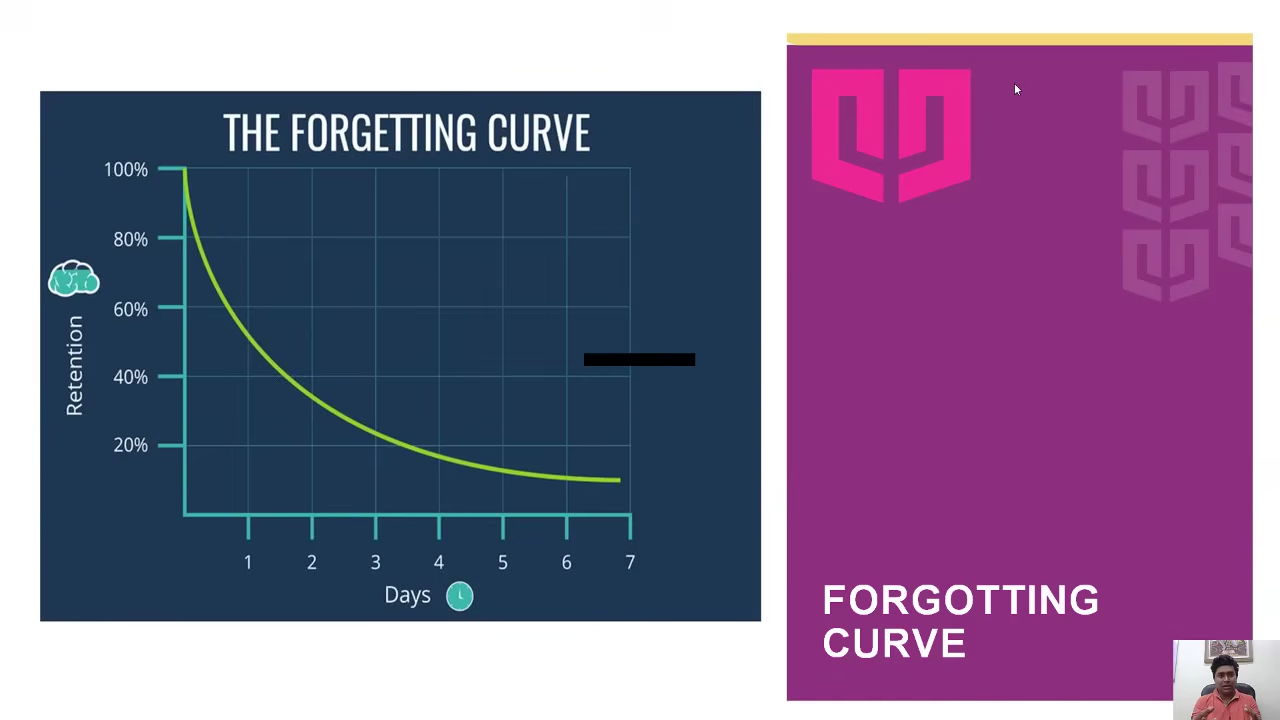 THE FORGETTING CURVE
100%
80%
60%
40%
20%
Retention
1 2 3 4 5 6 7
Days
FORGOTTING
CURVE